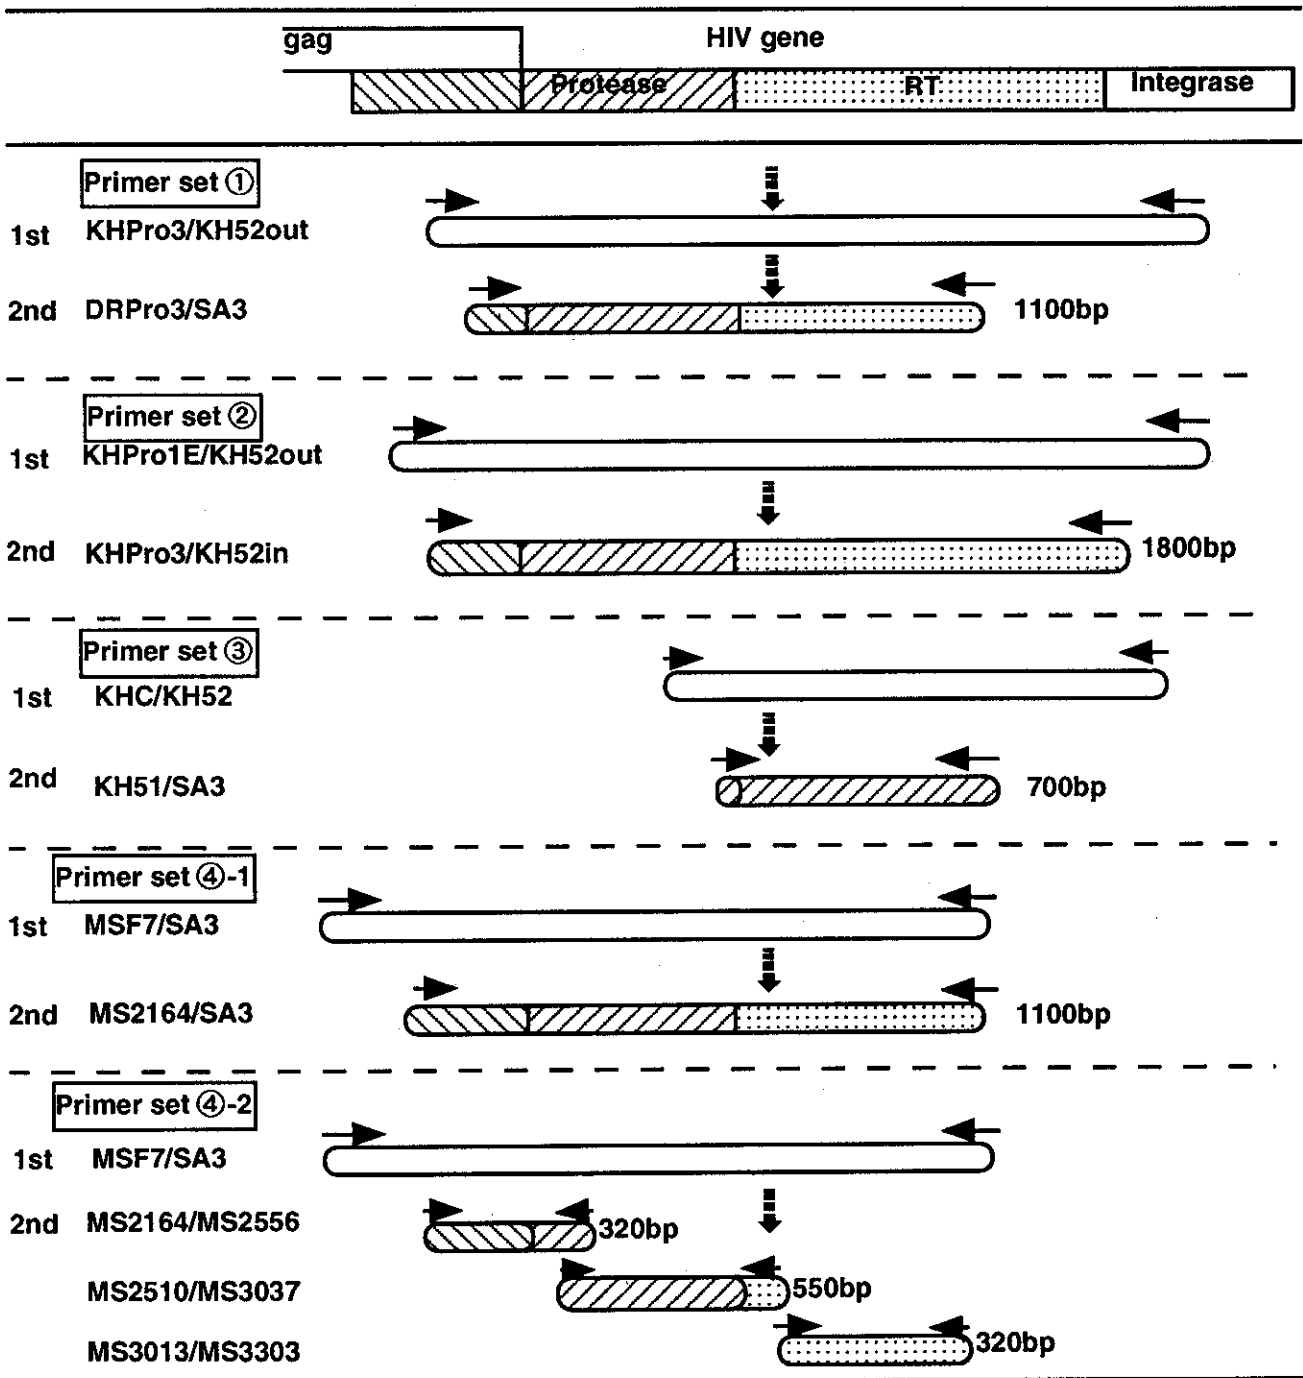 gag
HIV gene
Protease RT Integrase
Primer set ①
1st KHPro3/KH52out
2nd DRPro3/SA3 1100bp
Primer set ②
1st KHPro1E/KH52out
2nd KHPro3/KH52in 1800bp
Primer set ③
1st KHC/KH52
2nd KH51/SA3 700bp
Primer set ④-1
1st MSF7/SA3
2nd MS2164/SA3 1100bp
Primer set ④-2
1st MSF7/SA3
2nd MS2164/MS2556 320bp
MS2510/MS3037 550bp
MS3013/MS3303 320bp